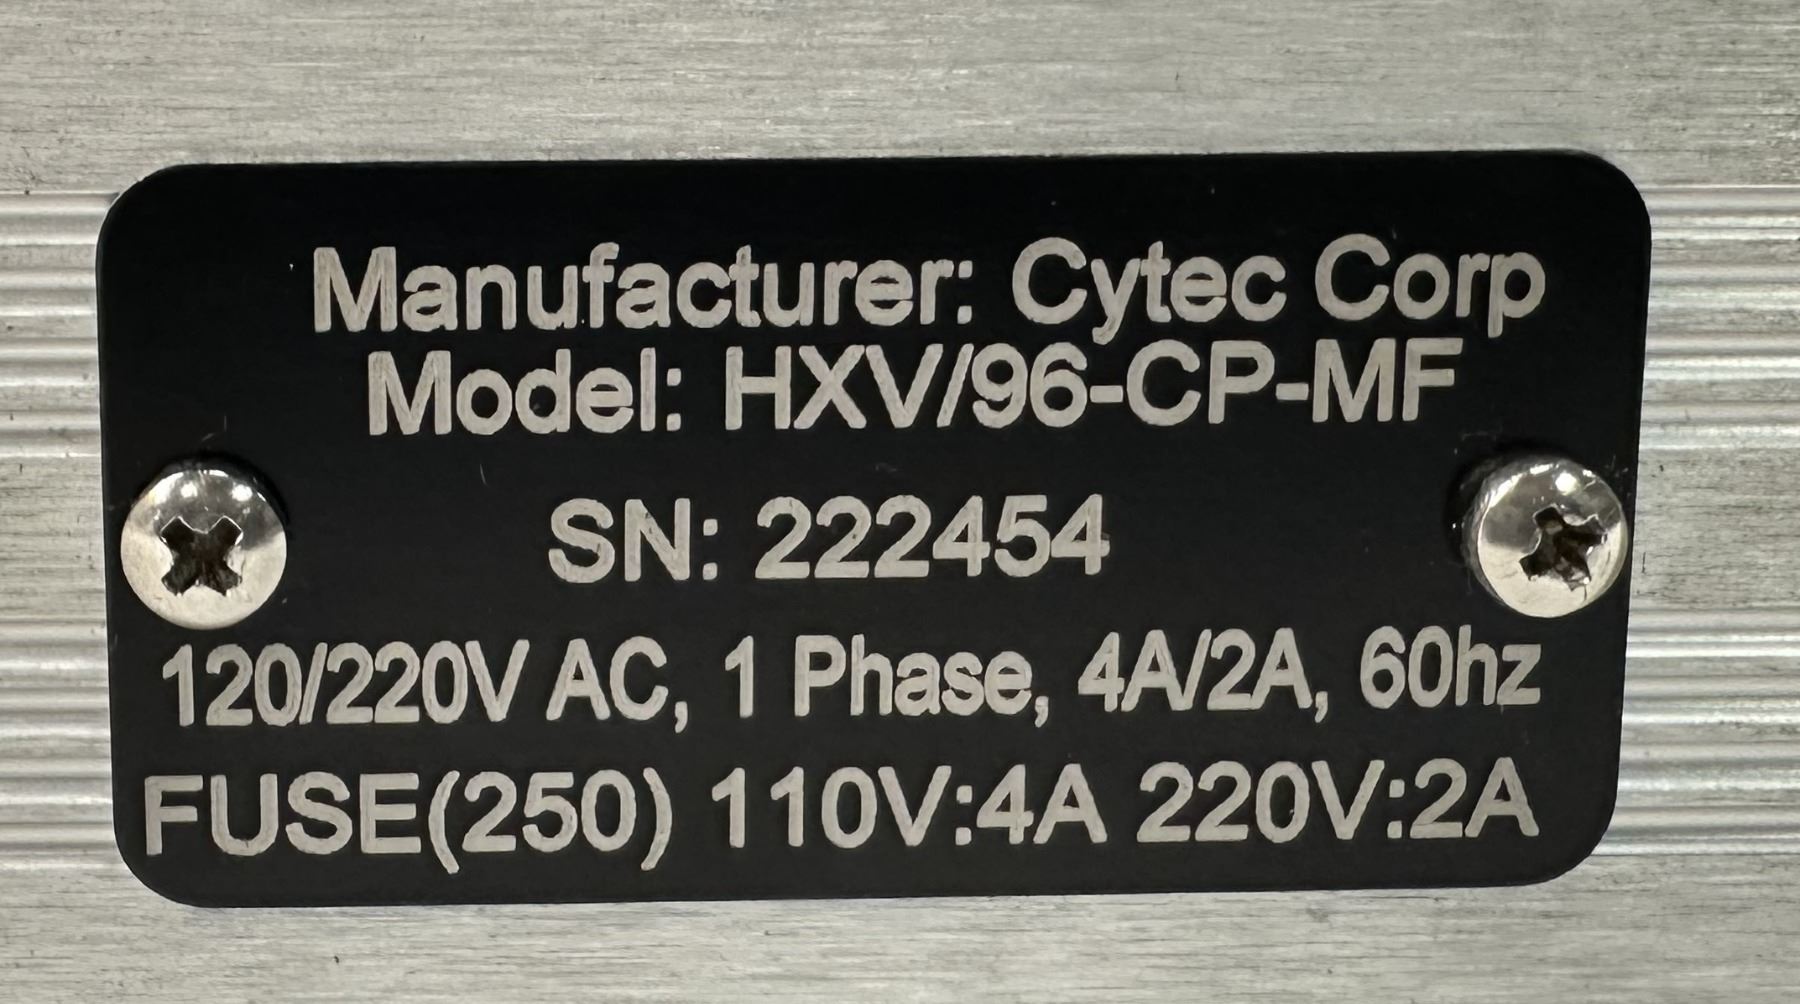 Manufacturer: Cytec Corp
Model: HXV/96-CP-MF
SN: 222454
120/220V AC, 1 Phase, 4A/2A, 60hz
FUSE(250) 110V:4A 220V:2A